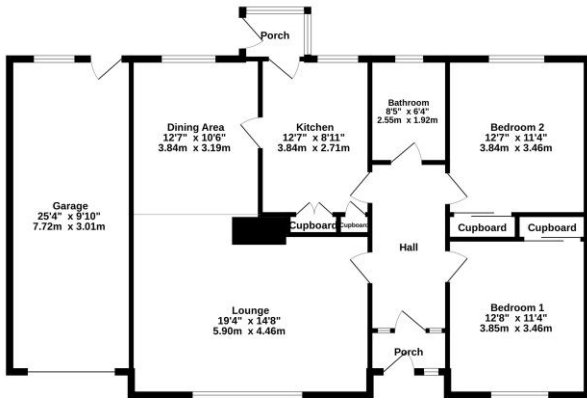 Porch
Dining Area
12'7" x 10'6"
3.84m x 3.19m
Kitchen
12'7" x 8'11"
3.84m x 2.71m
Bathroom
8'5" x 6'4"
2.55m x 1.92m
Bedroom 2
12'7" x 11'4"
3.84m x 3.46m
Garage
25'4" x 9'10"
7.72m x 3.01m
Cupboard
Cupboard
Cupboard
Cupboard
Hall
Lounge
19'4" x 14'8"
5.90m x 4.46m
Bedroom 1
12'8" x 11'4"
3.85m x 3.46m
Porch